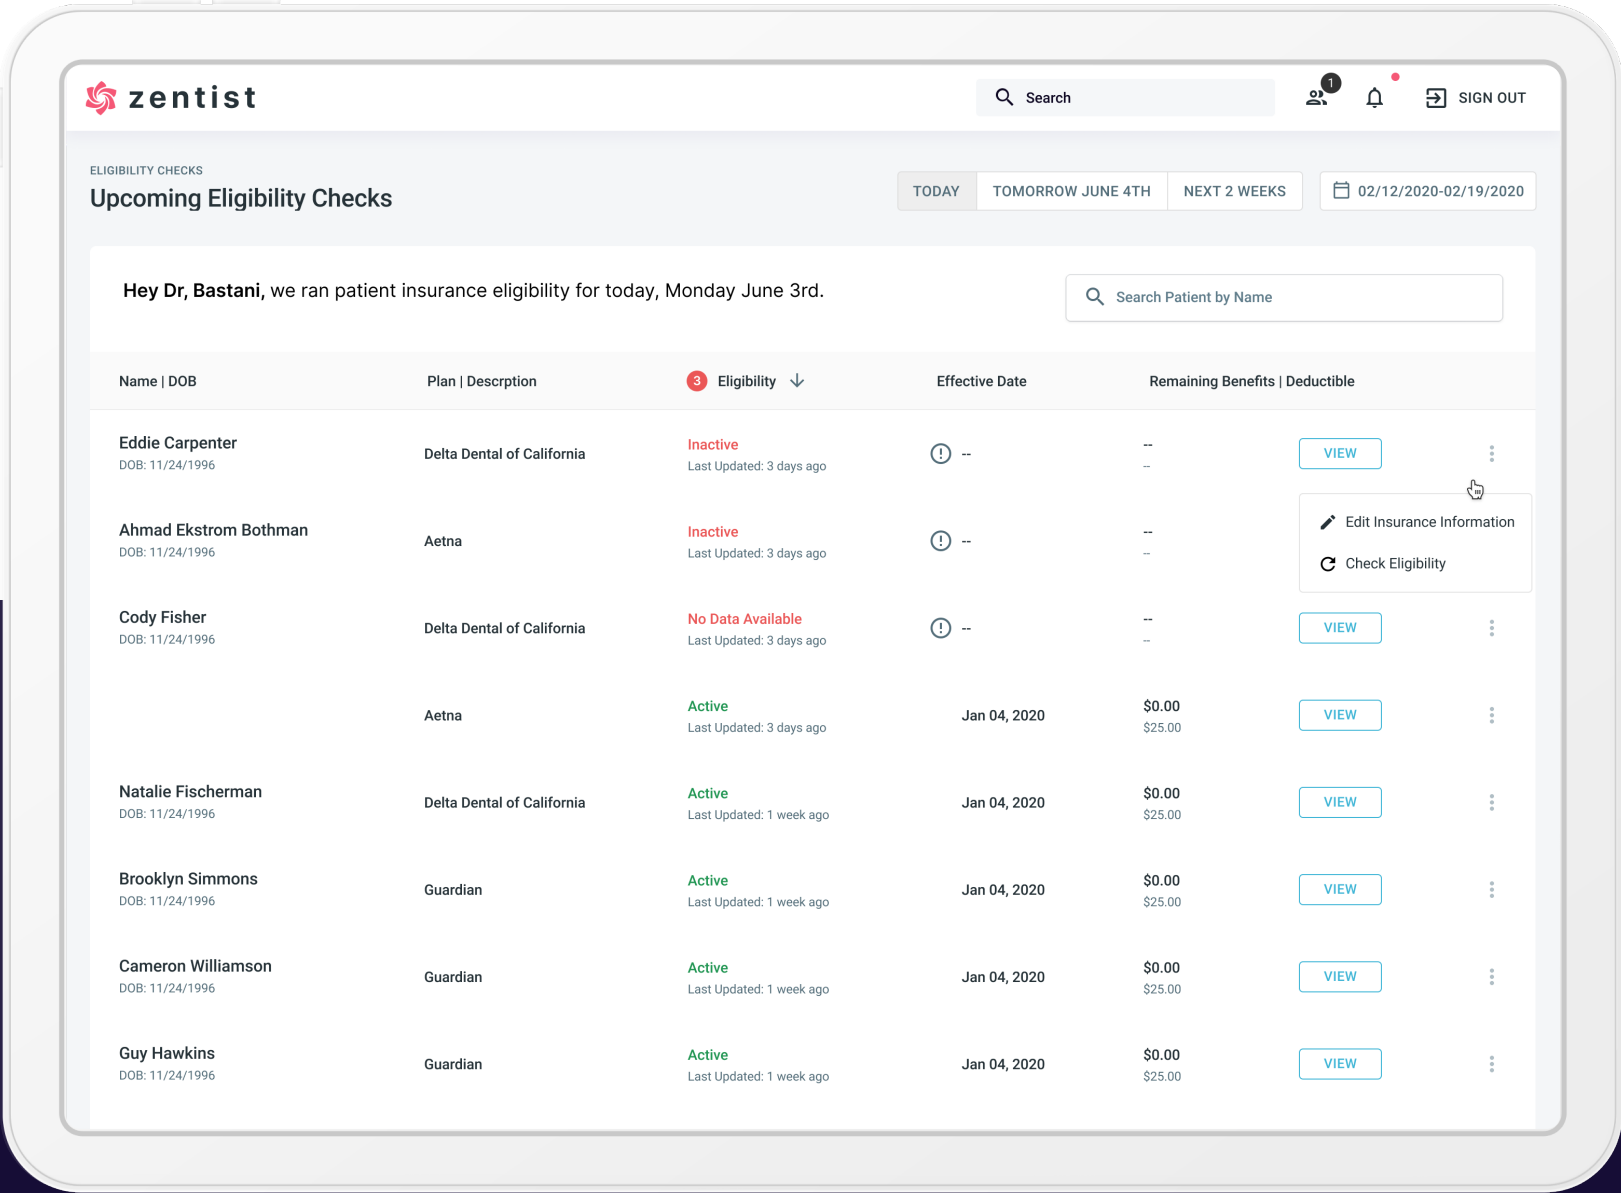 zentist
Search
1
SIGN OUT
ELIGIBILITY CHECKS
Upcoming Eligibility Checks
TODAY
TOMORROW JUNE 4TH
NEXT 2 WEEKS
02/12/2020-02/19/2020
Hey Dr, Bastani, we ran patient insurance eligibility for today, Monday June 3rd.
Search Patient by Name
Name | DOB
Plan | Descrption
3
Eligibility
Effective Date
Remaining Benefits | Deductible
Eddie Carpenter
DOB: 11/24/1996
Delta Dental of California
Inactive
Last Updated: 3 days ago
--
--
--
VIEW
Edit Insurance Information
Check Eligibility
Ahmad Ekstrom Bothman
DOB: 11/24/1996
Aetna
Inactive
Last Updated: 3 days ago
--
--
--
Cody Fisher
DOB: 11/24/1996
Delta Dental of California
No Data Available
Last Updated: 3 days ago
--
--
--
VIEW
Aetna
Active
Last Updated: 3 days ago
Jan 04, 2020
$0.00
$25.00
VIEW
Natalie Fischerman
DOB: 11/24/1996
Delta Dental of California
Active
Last Updated: 1 week ago
Jan 04, 2020
$0.00
$25.00
VIEW
Brooklyn Simmons
DOB: 11/24/1996
Guardian
Active
Last Updated: 1 week ago
Jan 04, 2020
$0.00
$25.00
VIEW
Cameron Williamson
DOB: 11/24/1996
Guardian
Active
Last Updated: 1 week ago
Jan 04, 2020
$0.00
$25.00
VIEW
Guy Hawkins
DOB: 11/24/1996
Guardian
Active
Last Updated: 1 week ago
Jan 04, 2020
$0.00
$25.00
VIEW